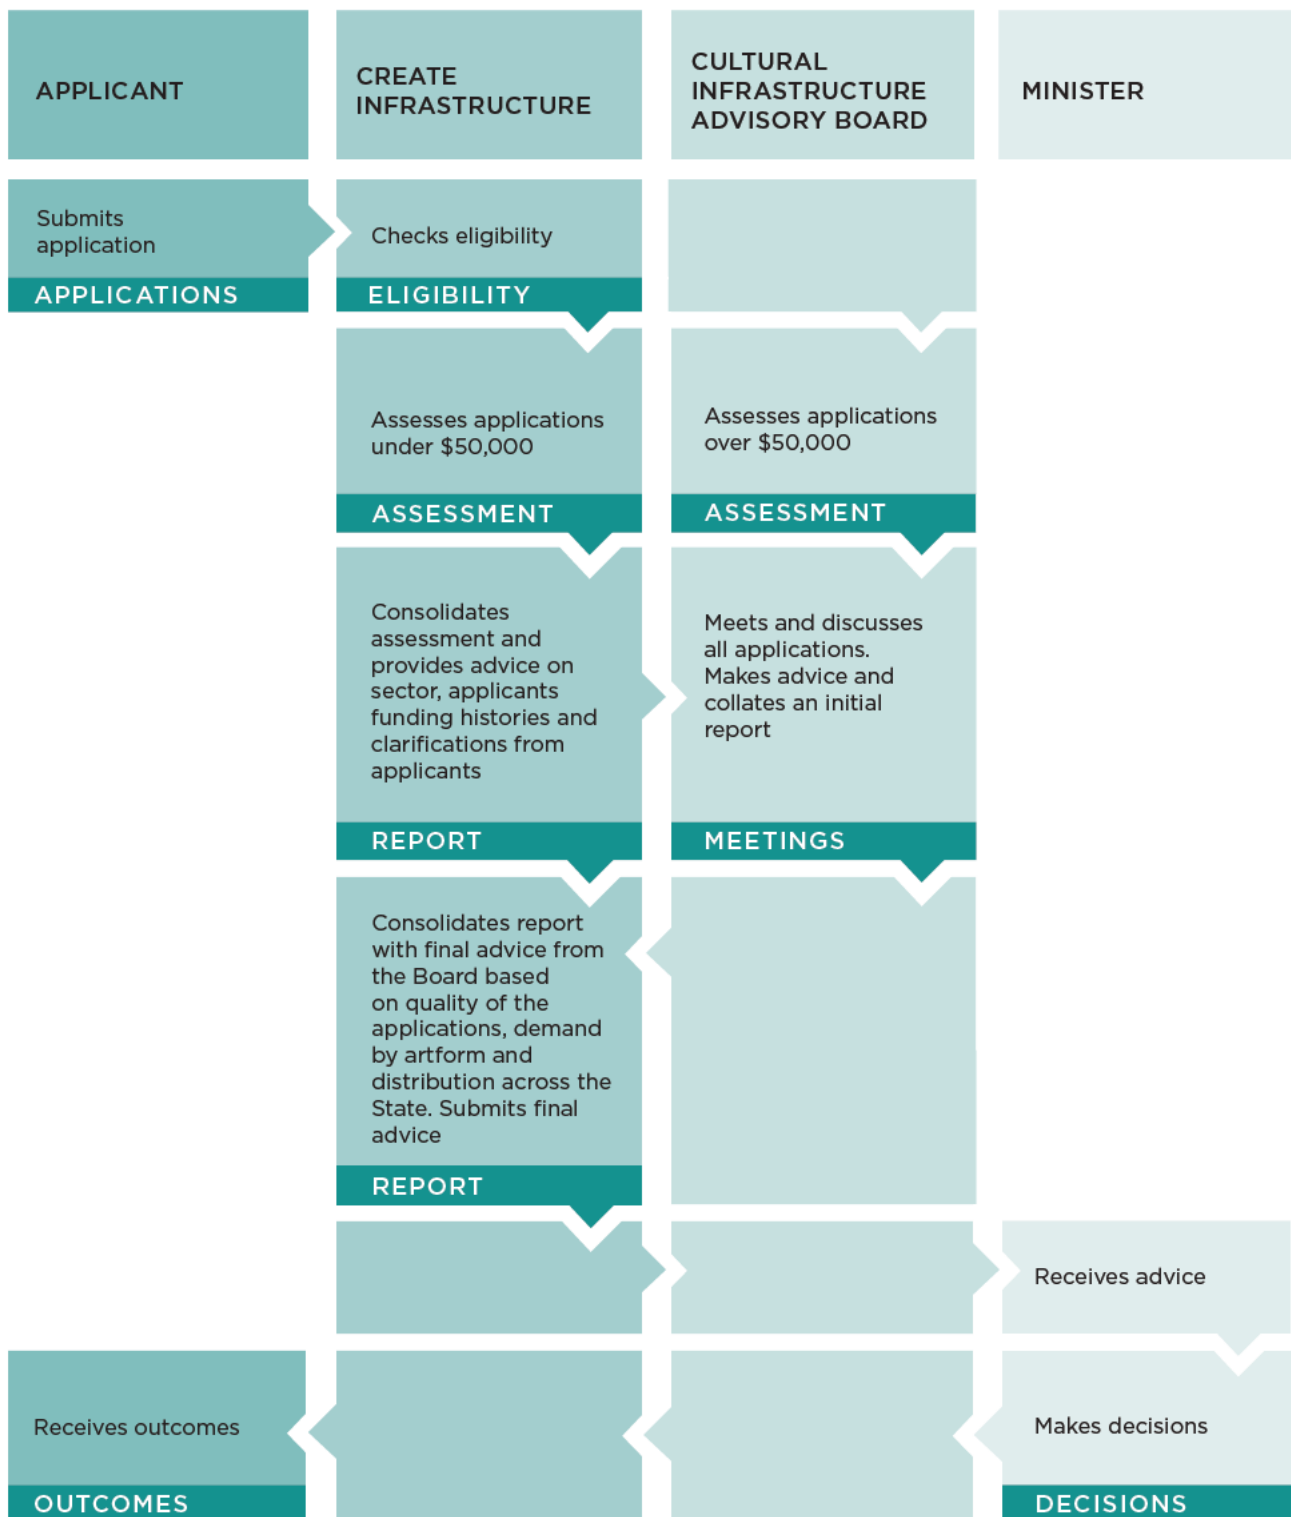 APPLICANT
CREATE
INFRASTRUCTURE
CULTURAL
INFRASTRUCTURE
ADVISORY BOARD
MINISTER
Submits
application
APPLICATIONS
Checks eligibility
ELIGIBILITY
Assesses applications
under $50,000
ASSESSMENT
Assesses applications
over $50,000
ASSESSMENT
Consolidates
assessment and
provides advice on
sector, applicants
funding histories and
clarifications from
applicants
REPORT
Meets and discusses
all applications.
Makes advice and
collates an initial
report
MEETINGS
Consolidates report
with final advice from
the Board based
on quality of the
applications, demand
by artform and
distribution across the
State. Submits final
advice
REPORT
Receives advice
Makes decisions
DECISIONS
Receives outcomes
OUTCOMES